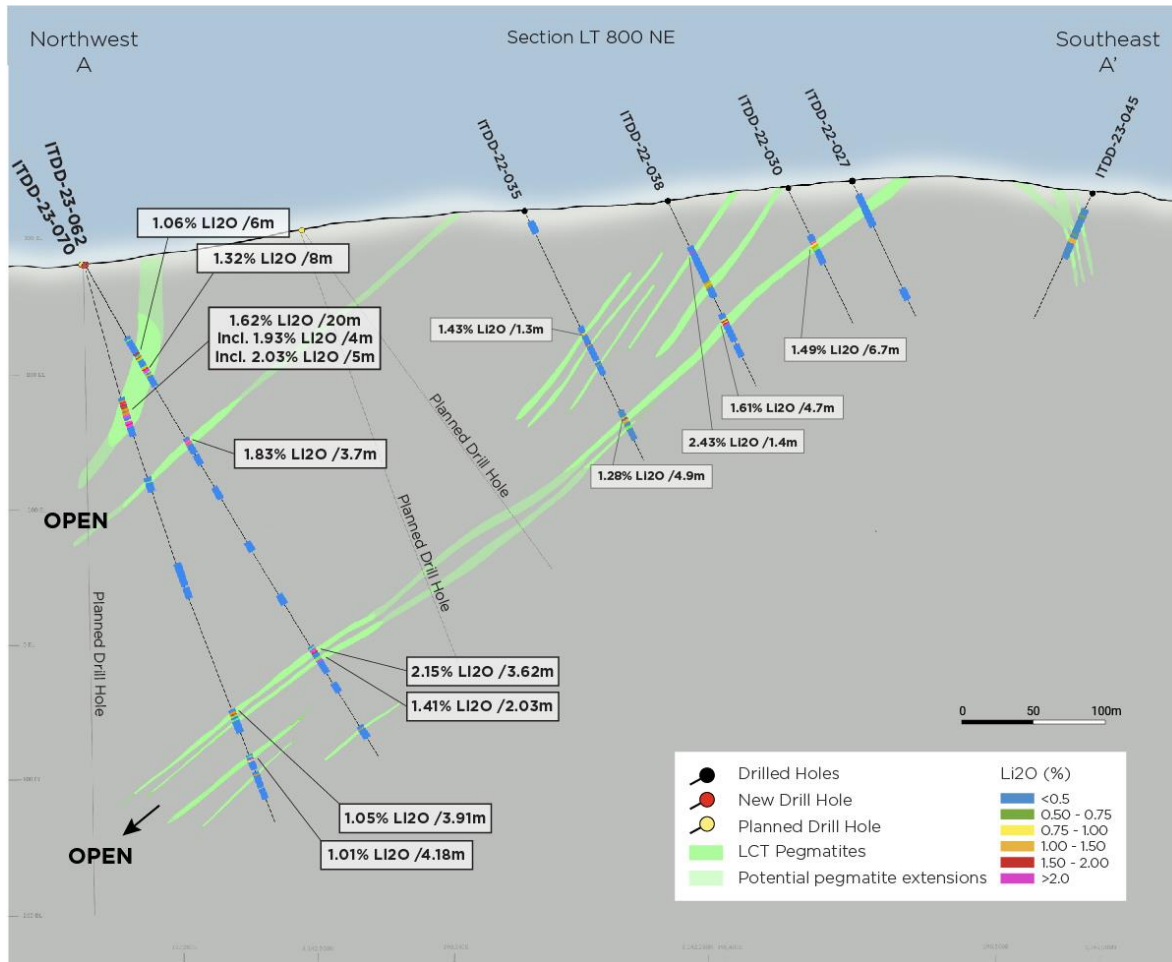 Northwest
A
Section LT 800 NE
Southeast
A'
ITDD-23-070
ITDD-23-062
ITDD-22-035
ITDD-22-038
ITDD-22-030
ITDD-22-027
ITDD-23-045
1.06% LI2O /6m
1.32% LI2O /8m
1.62% LI2O /20m
Incl. 1.93% LI2O /4m
Incl. 2.03% LI2O /5m
1.43% LI2O /1.3m
1.49% LI2O /6.7m
1.61% LI2O /4.7m
2.43% LI2O /1.4m
1.28% LI2O /4.9m
1.83% LI2O /3.7m
OPEN
Planned Drill Hole
Planned Drill Hole
Planned Drill Hole
2.15% LI2O /3.62m
1.41% LI2O /2.03m
1.05% LI2O /3.91m
1.01% LI2O /4.18m
OPEN
0 50 100m
Drilled Holes
New Drill Hole
Planned Drill Hole
LCT Pegmatites
Potential pegmatite extensions
Li2O (%)
<0.5
0.50 - 0.75
0.75 - 1.00
1.00 - 1.50
1.50 - 2.00
>2.0